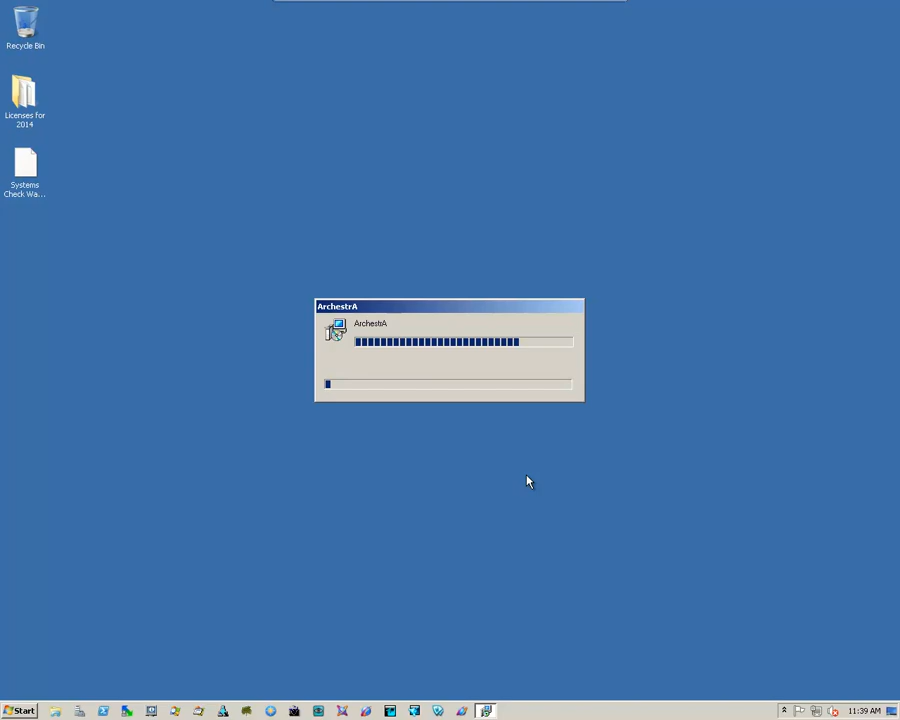 Recycle Bin
Licenses for
2014
Systems
Check Wa...
ArchestrA
ArchestrA
Start
11:39 AM